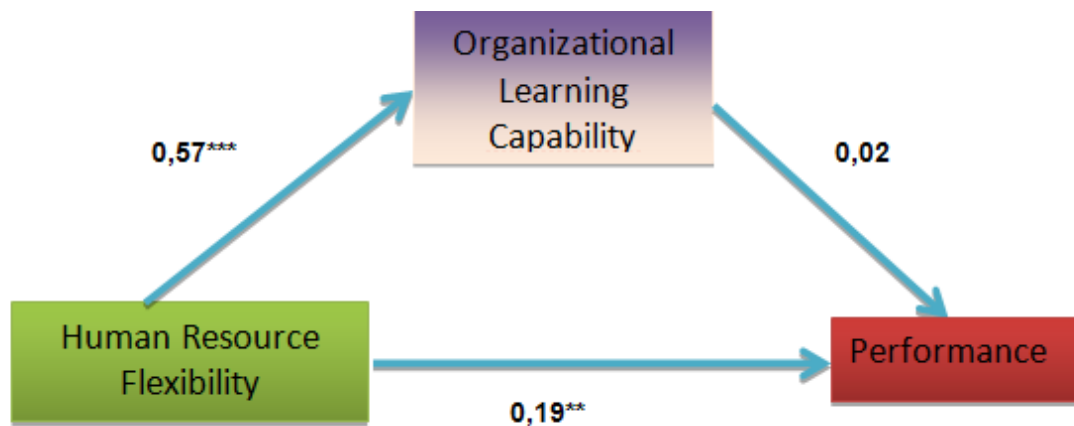 Organizational
Learning
Capability
0,57***
0,02
Human Resource
Flexibility
Performance
0,19**